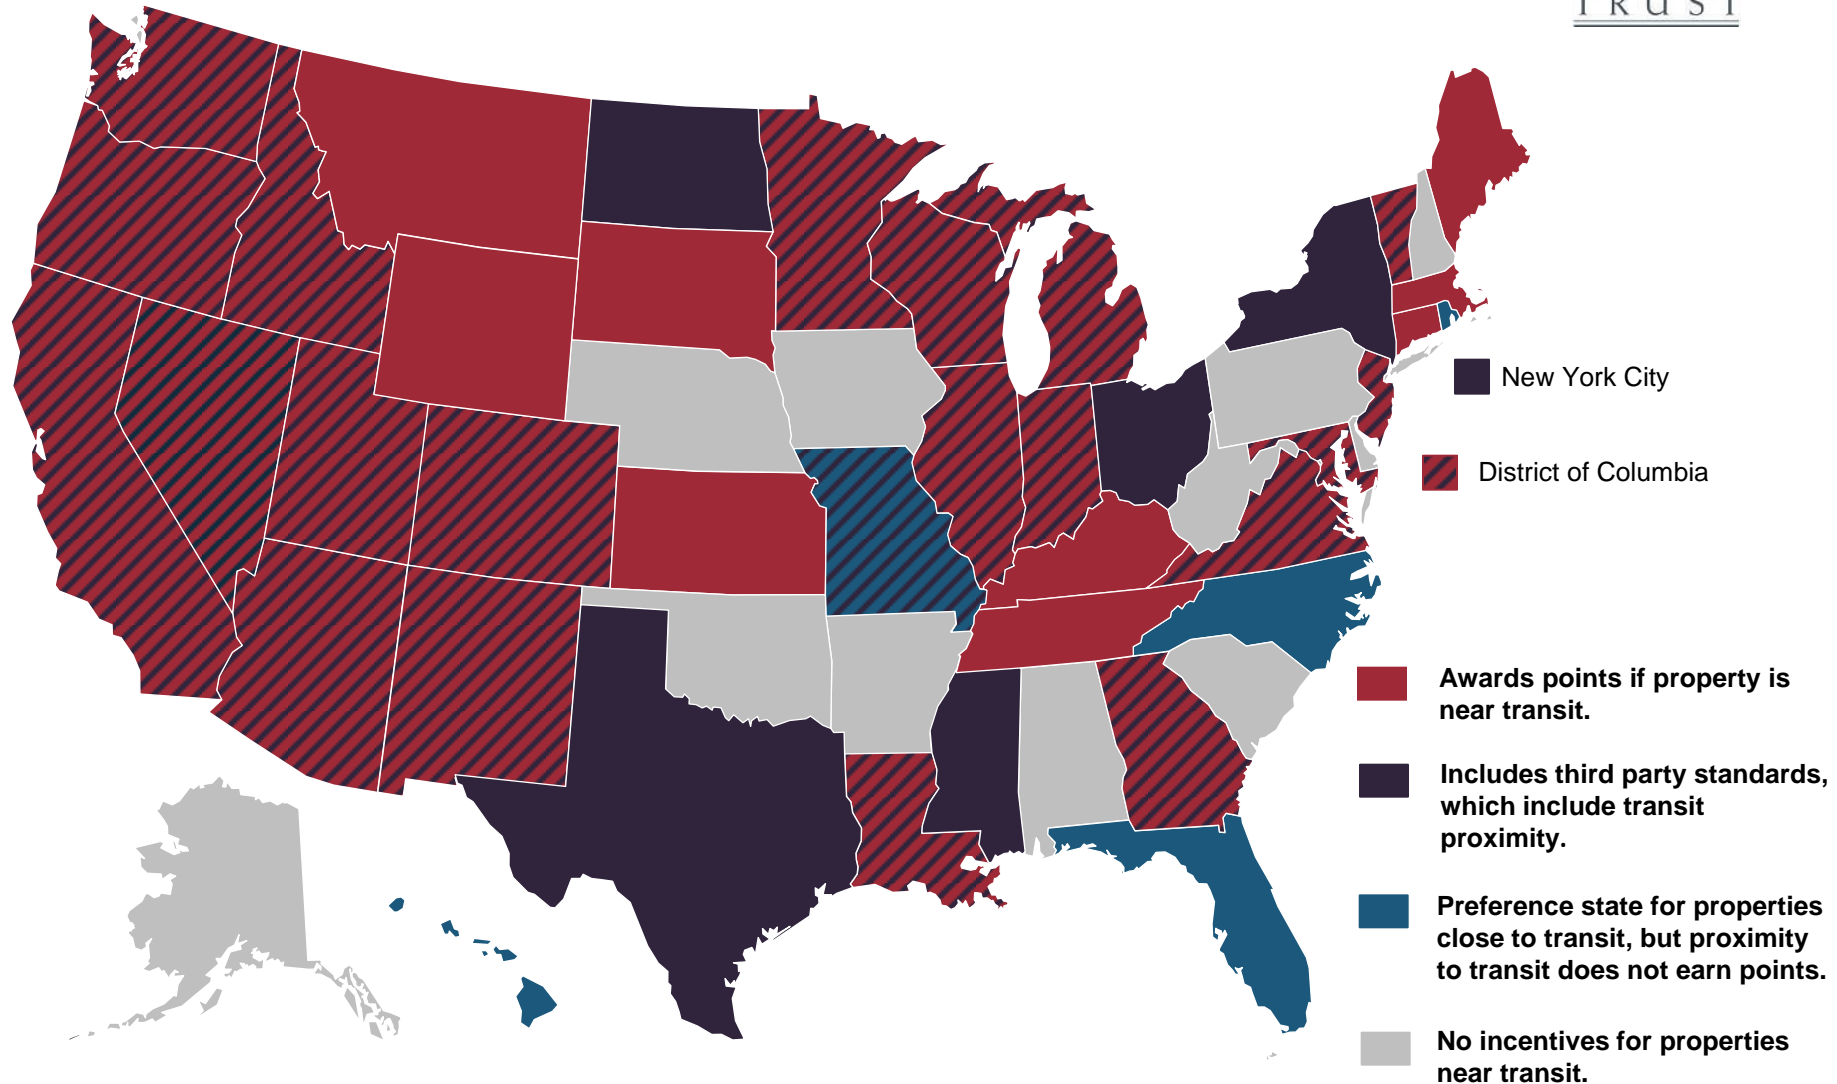 TRUST
New York City
District of Columbia
Awards points if property is
near transit.
Includes third party standards,
which include transit
proximity.
Preference state for properties
close to transit, but proximity
to transit does not earn points.
No incentives for properties
near transit.